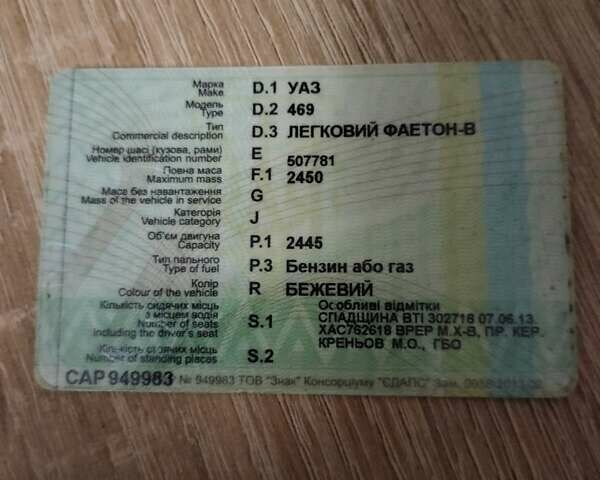 Марка D.1 УАЗ
Make
Модель D.2 469
Type
Тип D.3 ЛЕГКОВИЙ ФАЕТОН-В
Commercial description
Номер шасі (кузова, рами) E 507781
Vehicle identification number
Повна маса F.1 2450
Maximum mass
Маса без навантаження G
Mass of the vehicle in service
Категорія J
Vehicle category
Об'єм двигуна P.1 2445
Capacity
Тип пального P.3 Бензин або газ
Type of fuel
Колір R БЕЖЕВИЙ
Colour of the vehicle
Кількість сидячих місць Особливі відмітки
з місцем водія S.1 СПАДЩИНА ВТІ 302718 07.06.13.
Number of seats ХАС762618 ВРЕР М.Х-В, ПР. КЕР.
including the driver's seat КРЕНЬОВ М.О., ГБО
Кількість стоячих місць S.2
Number of standing places
САР 949983 № 949983 ТОВ "Знак" Консорціуму "ЄДАПС" Зам.